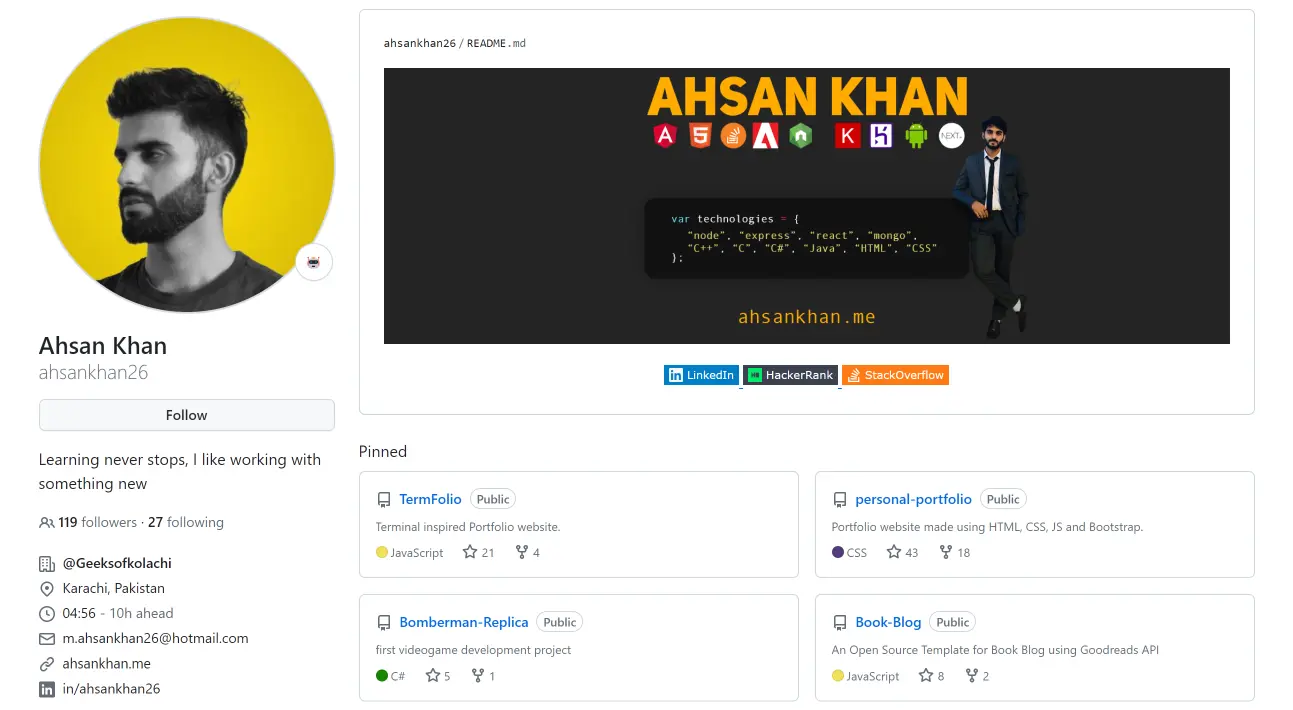 Ahsan Khan
ahsankhan26
Follow
Learning never stops, I like working with
something new
119 followers · 27 following
@Geeksofkolachi
Karachi, Pakistan
04:56 - 10h ahead
m.ahsankhan26@hotmail.com
ahsankhan.me
in/ahsankhan26
ahsankhan26 / README.md
AHSAN KHAN
A 5 K NEXT
var technologies = {
"node", "express", "react", "mongo",
"C++", "C", "C#", "Java", "HTML", "CSS"
};
ahsankhan.me
LinkedIn HackerRank StackOverflow
Pinned
TermFolio Public
Terminal inspired Portfolio website.
JavaScript 21 4
personal-portfolio Public
Portfolio website made using HTML, CSS, JS and Bootstrap.
CSS 43 18
Bomberman-Replica Public
first videogame development project
C# 5 1
Book-Blog Public
An Open Source Template for Book Blog using Goodreads API
JavaScript 8 2